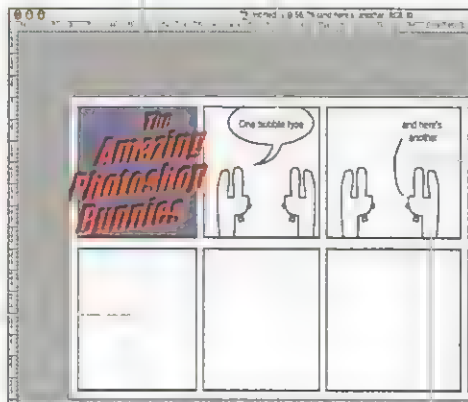 The
Amazing
Photoshop
Bunnies
One bubble type
and here's
another